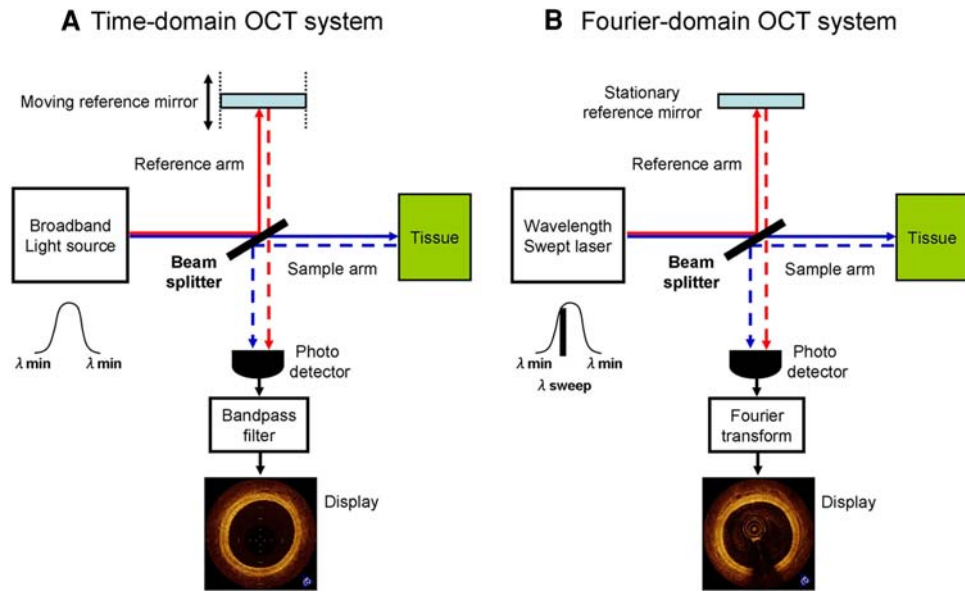 A Time-domain OCT system
Moving reference mirror
Reference arm
Broadband
Light source
Tissue
Beam
splitter
Sample arm
λ min
λ min
Photo
detector
Bandpass
filter
Display
B Fourier-domain OCT system
Stationary
reference mirror
Reference arm
Wavelength
Swept laser
Tissue
Beam
splitter
Sample arm
λ min
λ min
λ sweep
Photo
detector
Fourier
transform
Display